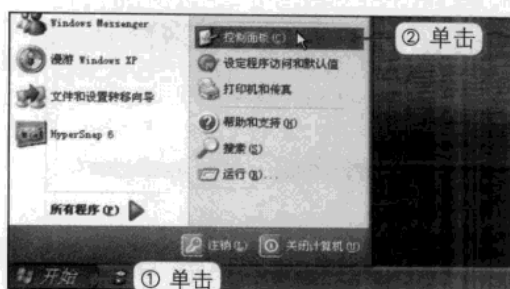 Windows Messenger
漫游 Windows XP
文件和设置转移向导
HyperSnap 6
所有程序(P)
控制面板(C)
② 单击
设定程序访问和默认值
打印机和传真
帮助和支持(H)
搜索(S)
运行(R)...
注销(L)
关闭计算机(U)
开始
① 单击